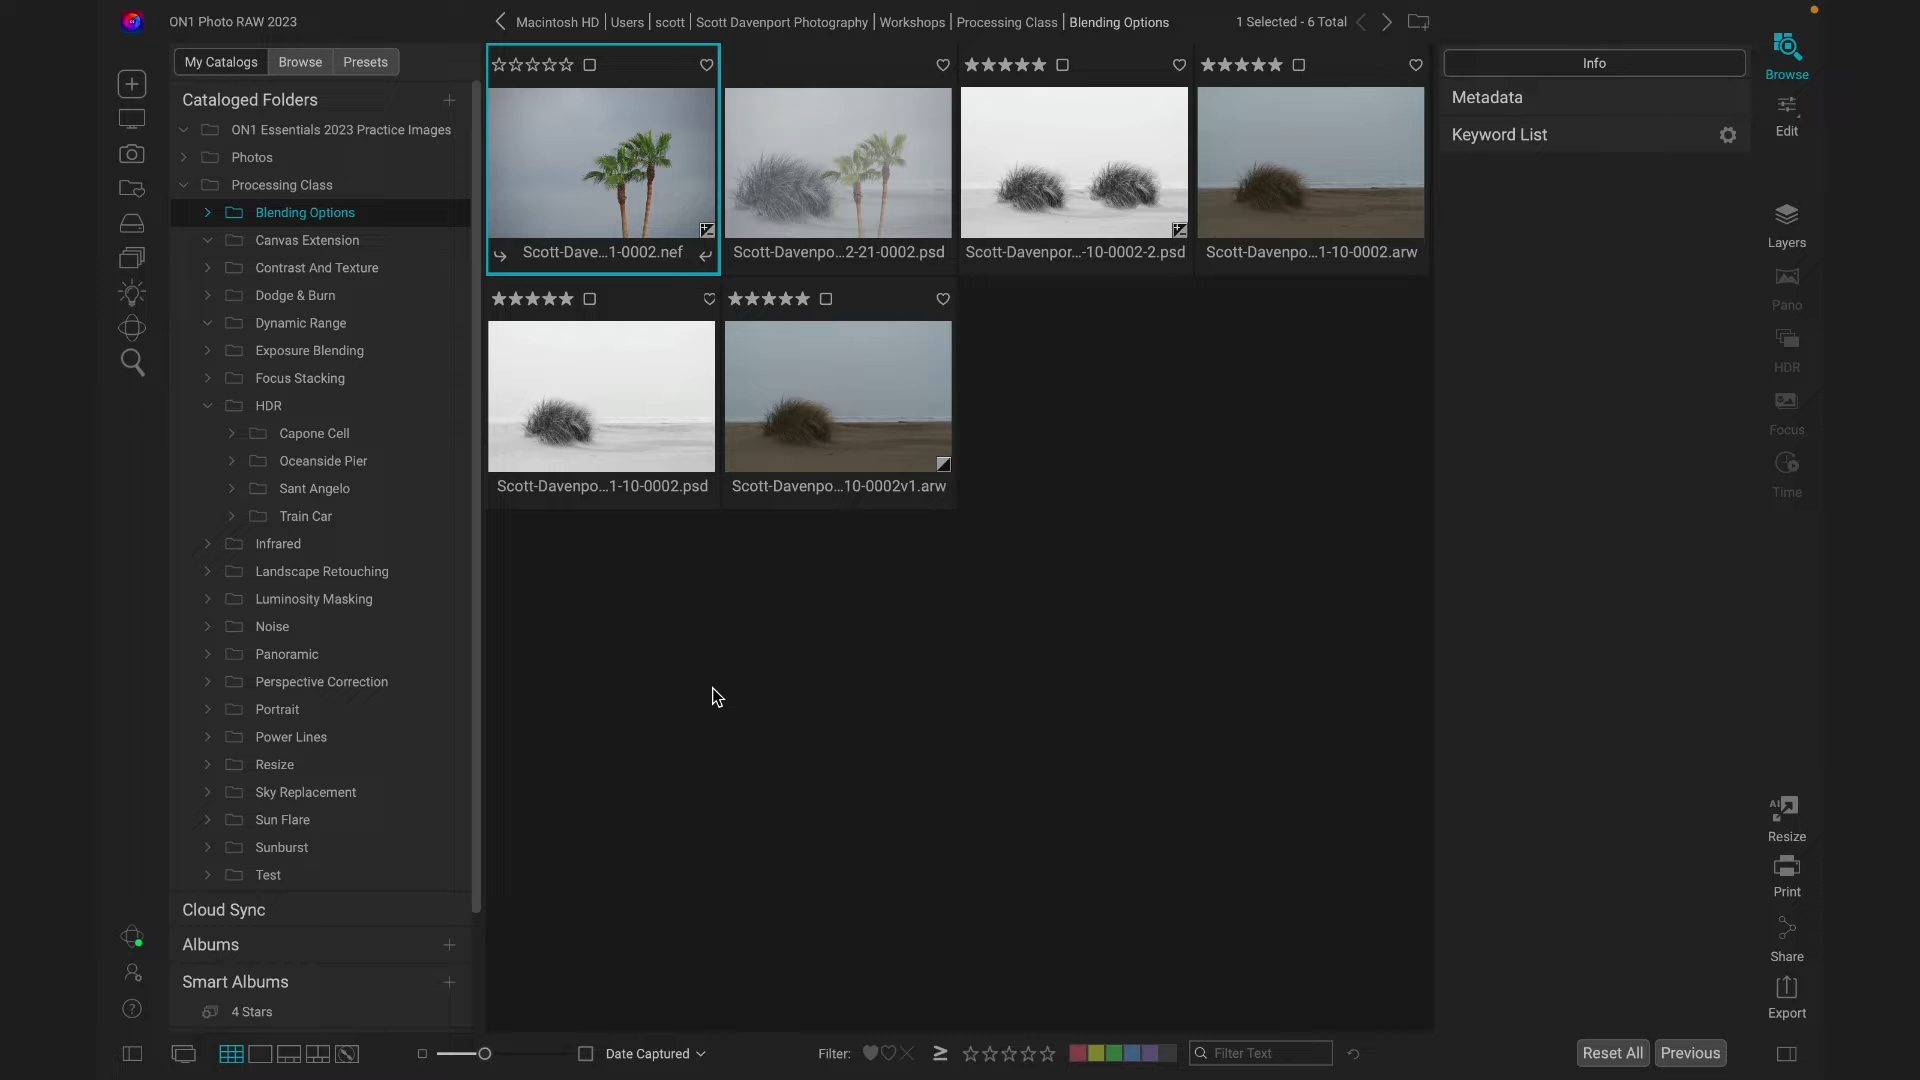 ON1 Photo RAW 2023
Macintosh HD | Users | scott | Scott Davenport Photography | Workshops | Processing Class | Blending Options
1 Selected - 6 Total
My Catalogs
Browse
Presets
Info
Browse
Cataloged Folders
Metadata
ON1 Essentials 2023 Practice Images
Keyword List
Edit
Photos
Processing Class
Blending Options
Layers
Canvas Extension
Scott-Dave...1-0002.nef
Scott-Davenpo...2-21-0002.psd
Scott-Davenpor...-10-0002-2.psd
Scott-Davenpo...1-10-0002.arw
Contrast And Texture
Dodge & Burn
Pano
Dynamic Range
Exposure Blending
HDR
Focus Stacking
HDR
Focus
Capone Cell
Oceanside Pier
Sant Angelo
Scott-Davenpo...1-10-0002.psd
Scott-Davenpo...10-0002v1.arw
Time
Train Car
Infrared
Landscape Retouching
Luminosity Masking
Noise
Panoramic
Perspective Correction
Portrait
Power Lines
Resize
Sky Replacement
AI
Sun Flare
Resize
Sunburst
Test
Print
Cloud Sync
Albums
Share
Smart Albums
4 Stars
Export
Date Captured
Filter:
Filter Text
Reset All
Previous